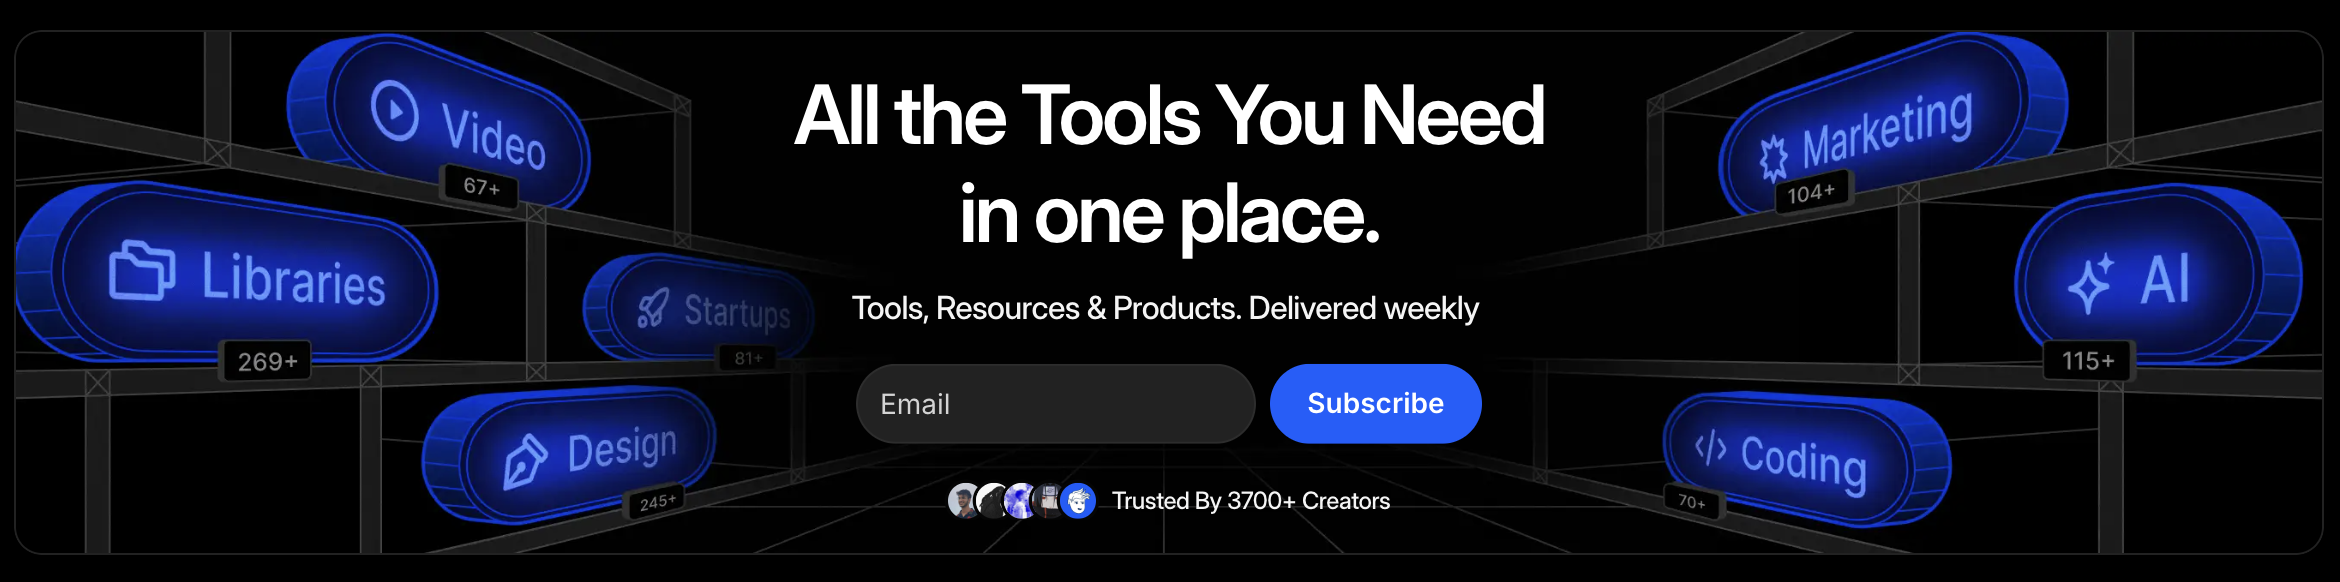 All the Tools You Need
in one place.
Tools, Resources & Products. Delivered weekly
Email
Subscribe
Trusted By 3700+ Creators
Video
67+
Libraries
269+
Startups
81+
Design
245+
Marketing
104+
AI
115+
Coding
70+